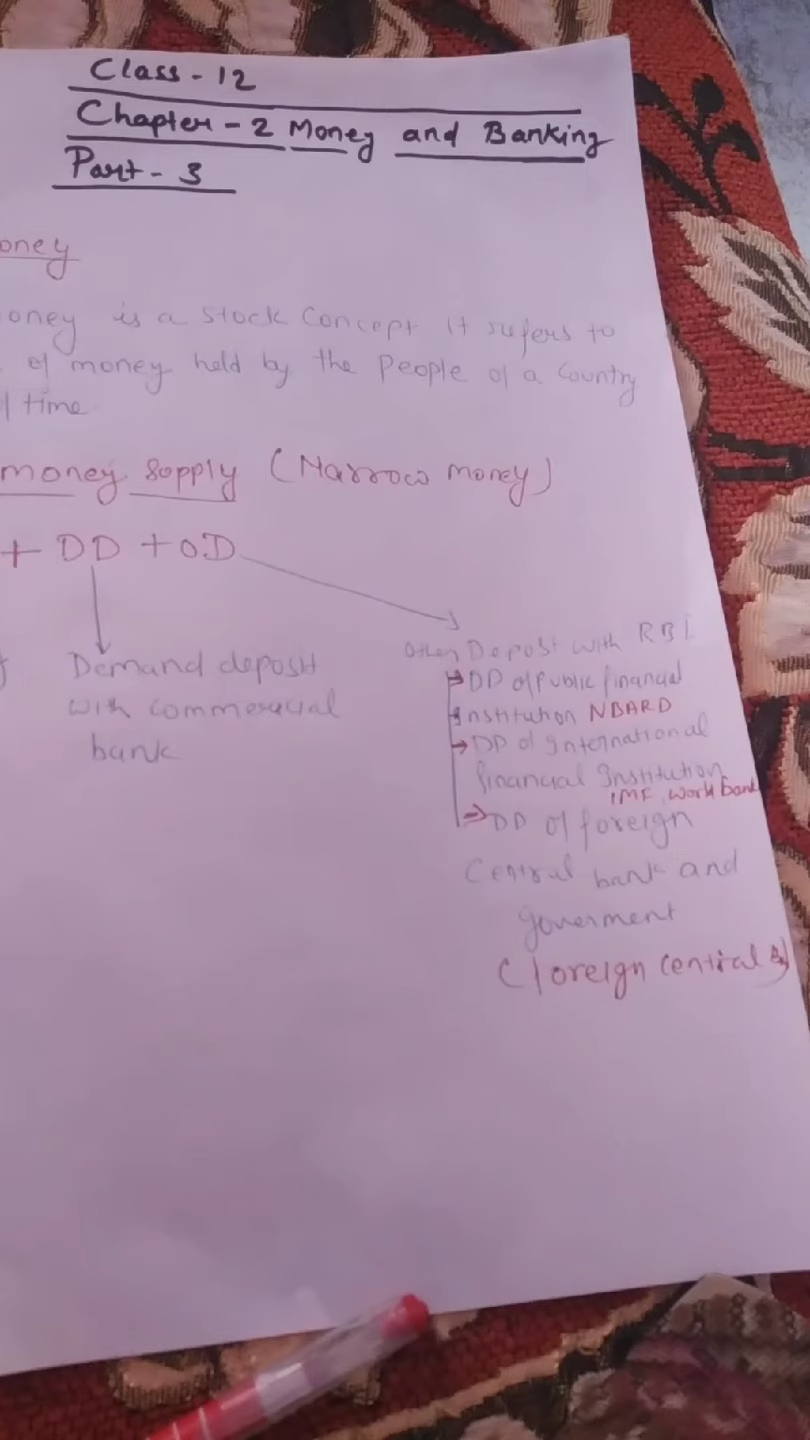 Class - 12
Chapter - 2 Money and Banking
Part - 3
oney
oney is a stock concept it refers to
of money held by the people of a country
time
money supply (Narrow money)
+ DD + O.D
Demand deposit
with commercial
bank
Other Deposit with RBI
DD of public financial
institution NBARD
DD of international
financial institution
IMF, World bank
DD of foreign
Central bank and
goverment
(foreign central